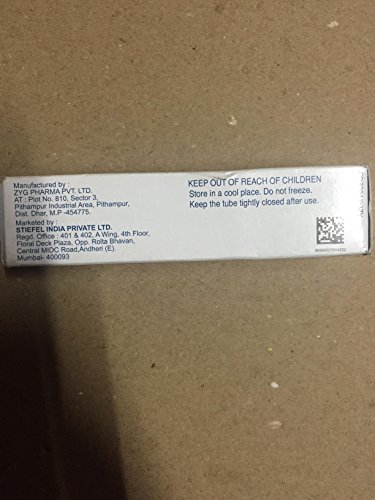 Manufactured by :
ZYG PHARMA PVT. LTD.
AT : Plot No. 810, Sector 3,
Pithampur Industrial Area, Pithampur,
Dist. Dhar, M.P -454775.
Marketed by :
STIEFEL INDIA PRIVATE LTD.
Regd. Office : 401 & 402, A Wing, 4th Floor,
Floral Deck Plaza, Opp. Rolta Bhavan,
Central MIDC Road,Andheri (E).
Mumbai- 400093
KEEP OUT OF REACH OF CHILDREN
Store in a cool place. Do not freeze.
Keep the tube tightly closed after use.